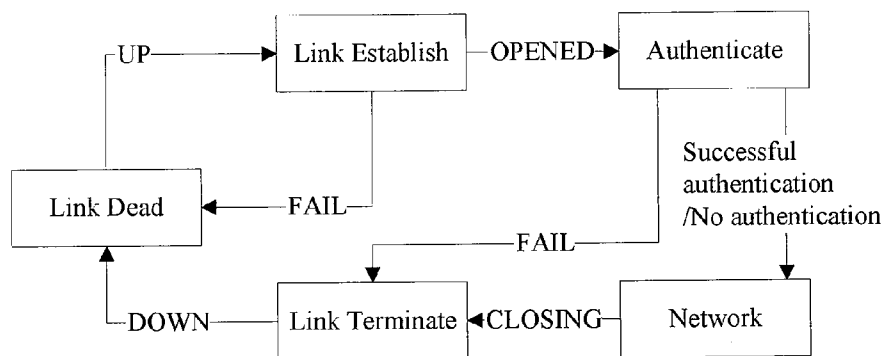 UP
Link Establish
OPENED
Authenticate
Successful
authentication
/No authentication
Link Dead
FAIL
FAIL
DOWN
Link Terminate
CLOSING
Network